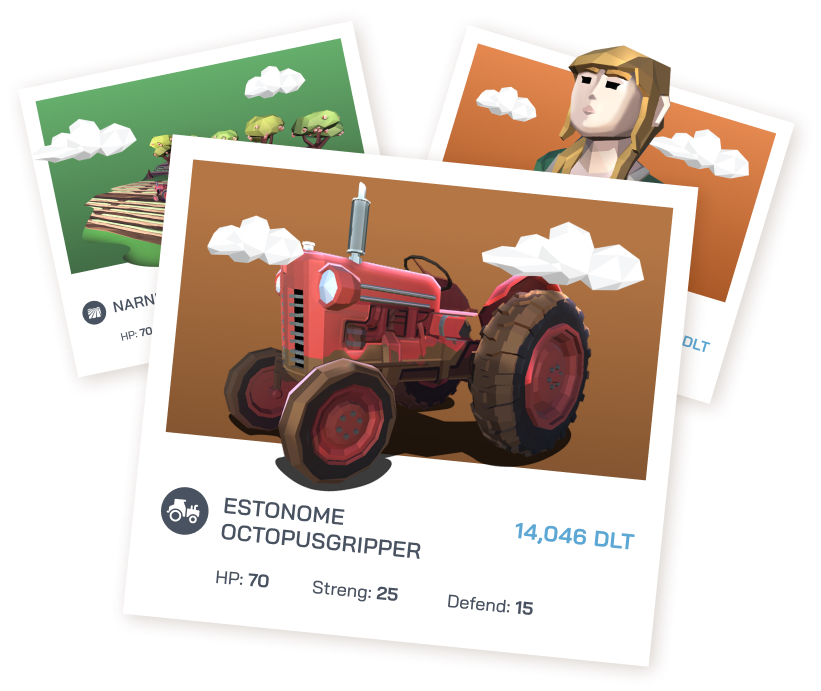 HP: 70
DLT
ESTONOME
OCTOPUSGRIPPER
14,046 DLT
HP: 70 Streng: 25 Defend: 15